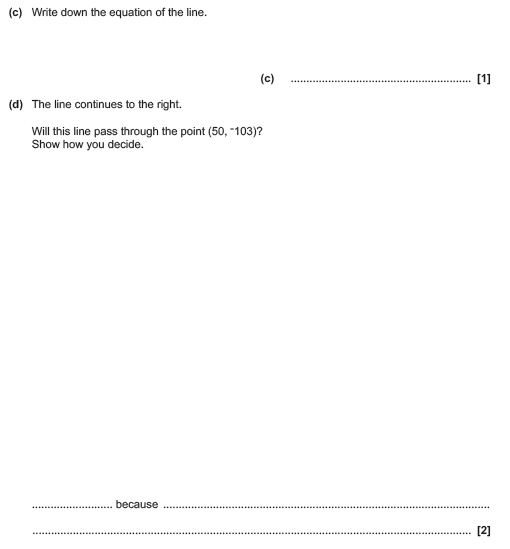 (c) Write down the equation of the line.
(c) .......................................................... [1]
(d) The line continues to the right.
Will this line pass through the point (50, ⁻103)?
Show how you decide.
.......................... because .........................................................................................................
............................................................................................................................................. [2]